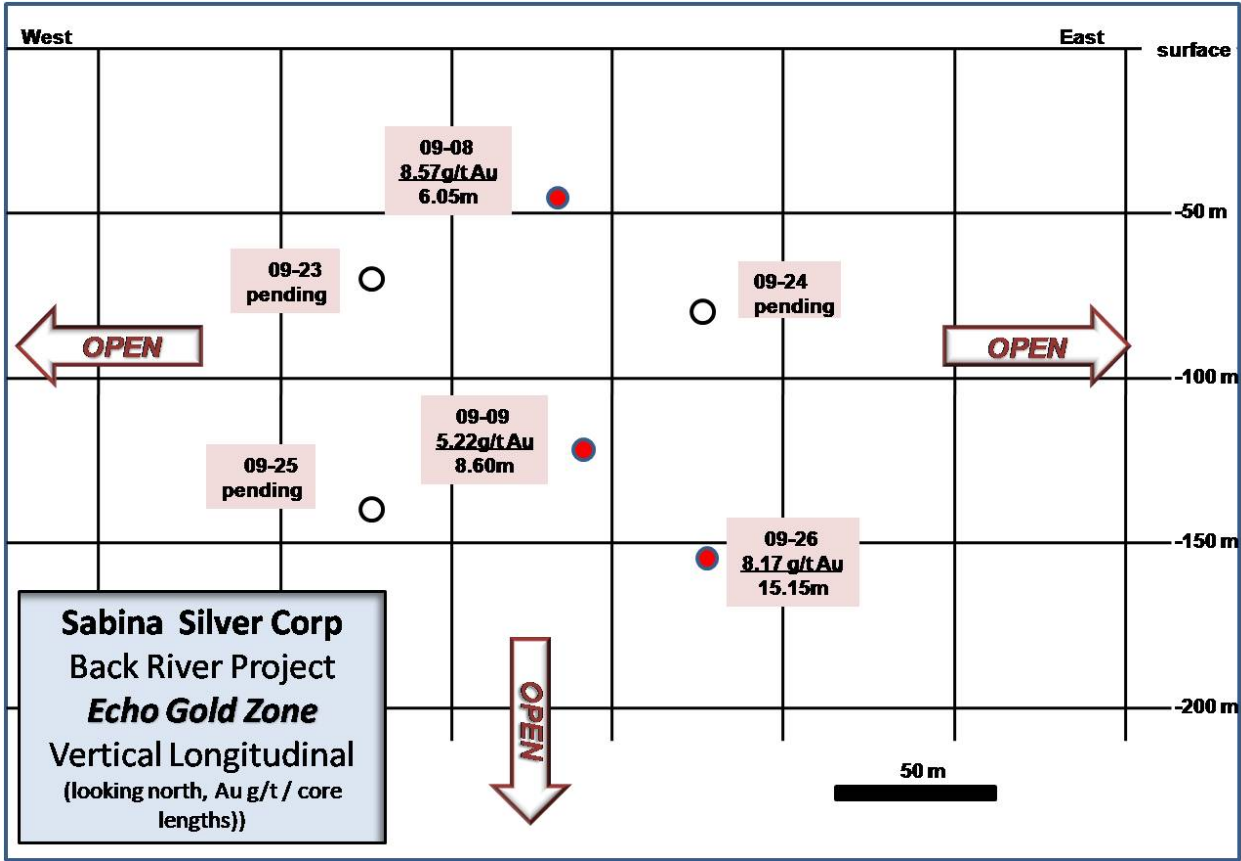 West
East
surface
09-08
8.57g/t Au
6.05m
-50 m
09-23
pending
09-24
pending
OPEN
OPEN
-100 m
09-09
5.22g/t Au
8.60m
09-25
pending
-150 m
09-26
8.17 g/t Au
15.15m
Sabina Silver Corp
Back River Project
Echo Gold Zone
Vertical Longitudinal
(looking north, Au g/t / core
lengths))
OPEN
-200 m
50 m